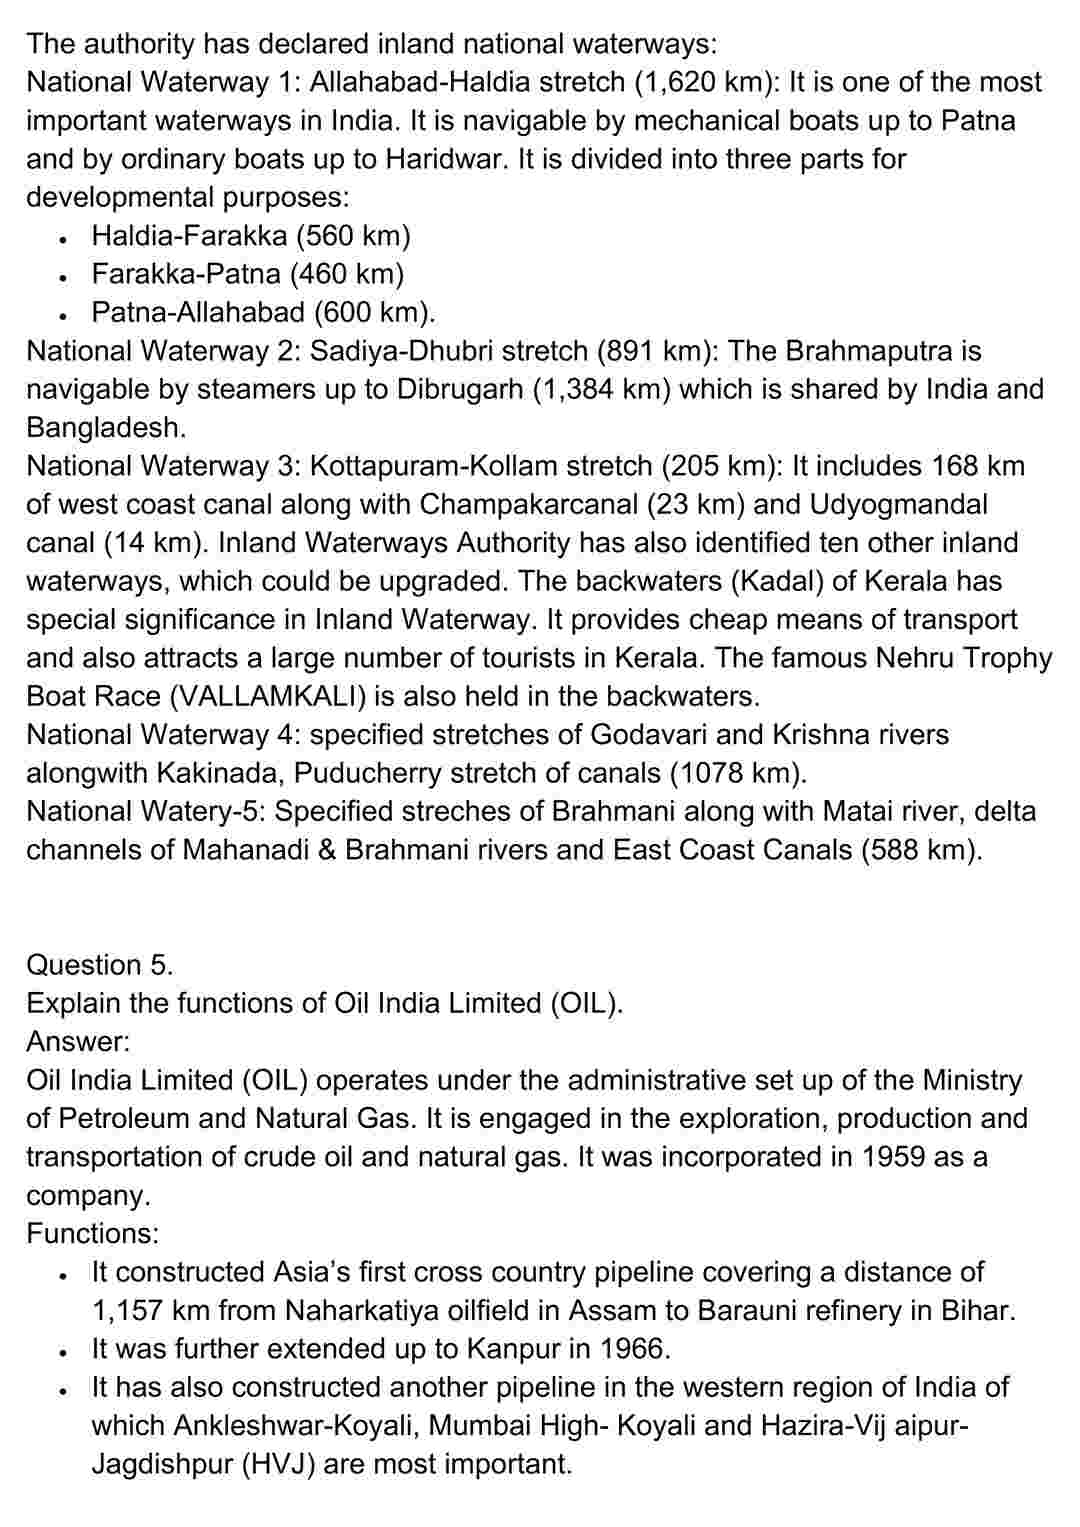 The authority has declared inland national waterways:
National Waterway 1: Allahabad-Haldia stretch (1,620 km): It is one of the most
important waterways in India. It is navigable by mechanical boats up to Patna
and by ordinary boats up to Haridwar. It is divided into three parts for
developmental purposes:
• Haldia-Farakka (560 km)
• Farakka-Patna (460 km)
• Patna-Allahabad (600 km).
National Waterway 2: Sadiya-Dhubri stretch (891 km): The Brahmaputra is
navigable by steamers up to Dibrugarh (1,384 km) which is shared by India and
Bangladesh.
National Waterway 3: Kottapuram-Kollam stretch (205 km): It includes 168 km
of west coast canal along with Champakarcanal (23 km) and Udyogmandal
canal (14 km). Inland Waterways Authority has also identified ten other inland
waterways, which could be upgraded. The backwaters (Kadal) of Kerala has
special significance in Inland Waterway. It provides cheap means of transport
and also attracts a large number of tourists in Kerala. The famous Nehru Trophy
Boat Race (VALLAMKALI) is also held in the backwaters.
National Waterway 4: specified stretches of Godavari and Krishna rivers
alongwith Kakinada, Puducherry stretch of canals (1078 km).
National Watery-5: Specified streches of Brahmani along with Matai river, delta
channels of Mahanadi & Brahmani rivers and East Coast Canals (588 km).
Question 5.
Explain the functions of Oil India Limited (OIL).
Answer:
Oil India Limited (OIL) operates under the administrative set up of the Ministry
of Petroleum and Natural Gas. It is engaged in the exploration, production and
transportation of crude oil and natural gas. It was incorporated in 1959 as a
company.
Functions:
• It constructed Asia's first cross country pipeline covering a distance of
1,157 km from Naharkatiya oilfield in Assam to Barauni refinery in Bihar.
• It was further extended up to Kanpur in 1966.
• It has also constructed another pipeline in the western region of India of
which Ankleshwar-Koyali, Mumbai High- Koyali and Hazira-Vij aipur-
Jagdishpur (HVJ) are most important.